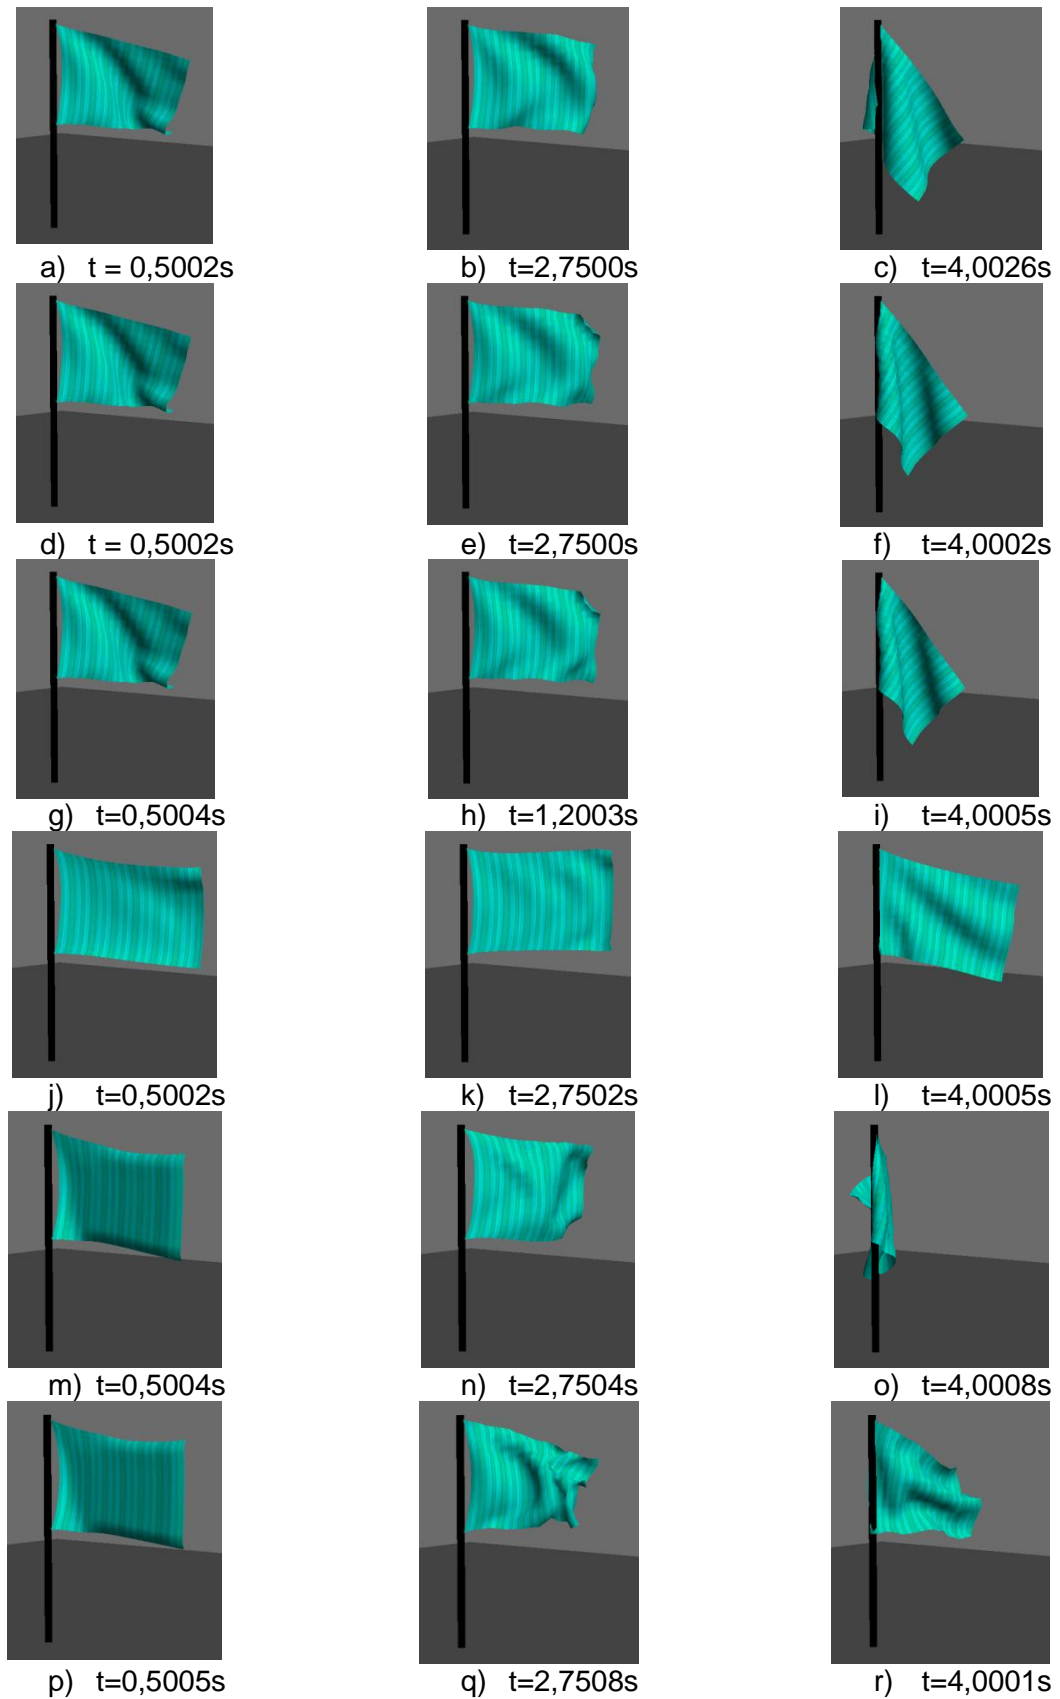 a) t = 0,5002s b) t=2,7500s c) t=4,0026s
d) t = 0,5002s e) t=2,7500s f) t=4,0002s
g) t=0,5004s h) t=1,2003s i) t=4,0005s
j) t=0,5002s k) t=2,7502s l) t=4,0005s
m) t=0,5004s n) t=2,7504s o) t=4,0008s
p) t=0,5005s q) t=2,7508s r) t=4,0001s